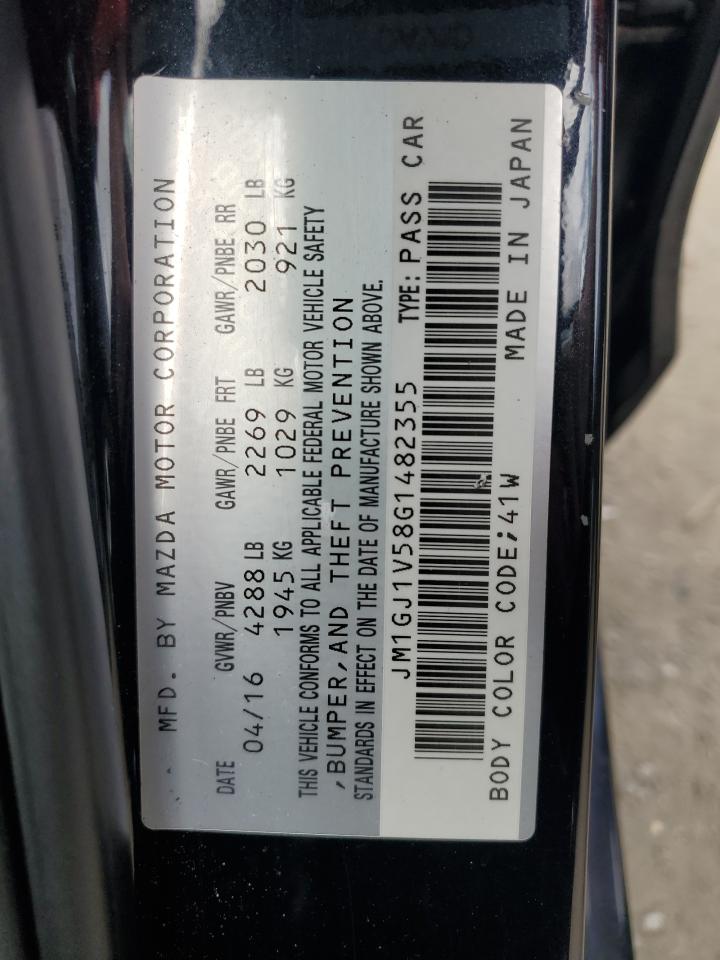 MFD. BY MAZDA MOTOR CORPORATION
DATE GVWR/PNBV GAWR/PNBE FRT GAWR/PNBE RR
04/16 4288 LB 2269 LB 2030 LB
1945 KG 1029 KG 921 KG
THIS VEHICLE CONFORMS TO ALL APPLICABLE FEDERAL MOTOR VEHICLE SAFETY
,BUMPER,AND THEFT PREVENTION
STANDARDS IN EFFECT ON THE DATE OF MANUFACTURE SHOWN ABOVE.
JM1GJ1V58G1482355 TYPE: PASS CAR
BODY COLOR CODE;41W MADE IN JAPAN